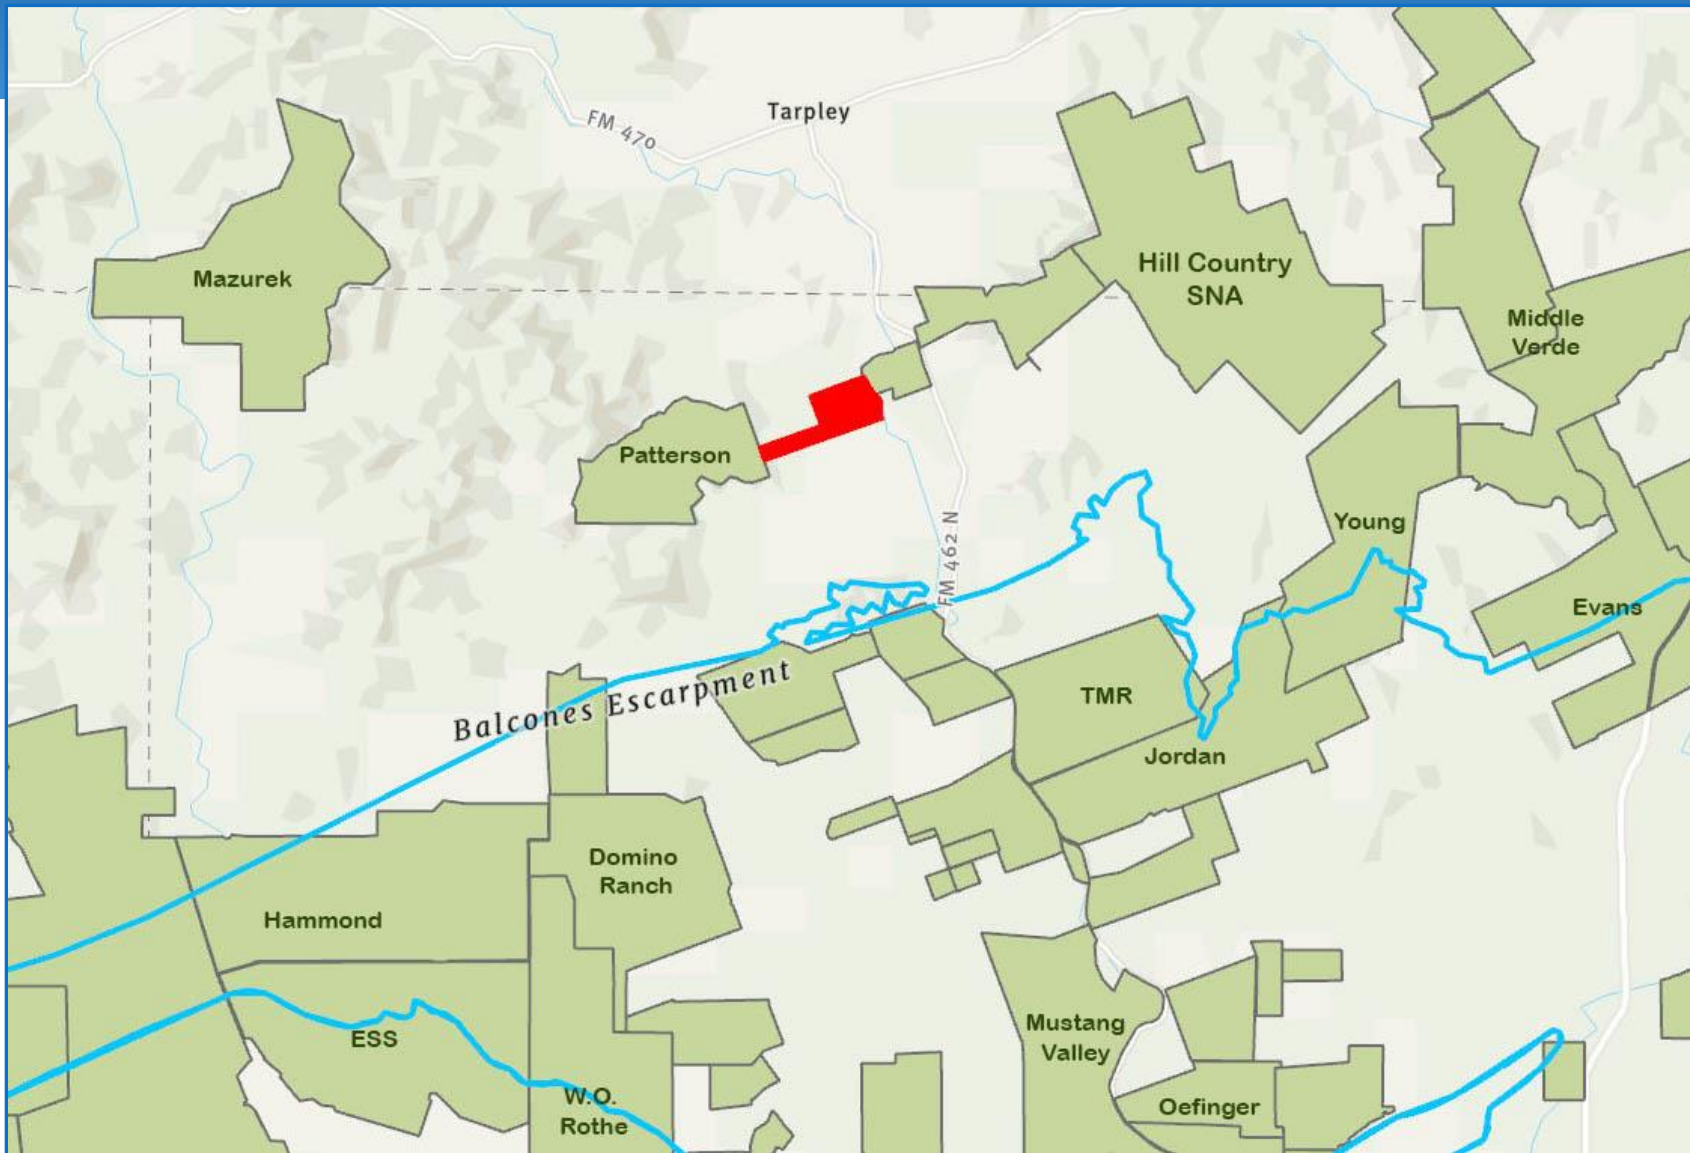 Tarpley
FM 470
Hill Country
SNA
Mazurek
Middle
Verde
Patterson
Young
FM 462 N
Evans
Balcones Escarpment
TMR
Jordan
Domino
Ranch
Hammond
Mustang
Valley
ESS
W.O.
Rothe
Oefinger